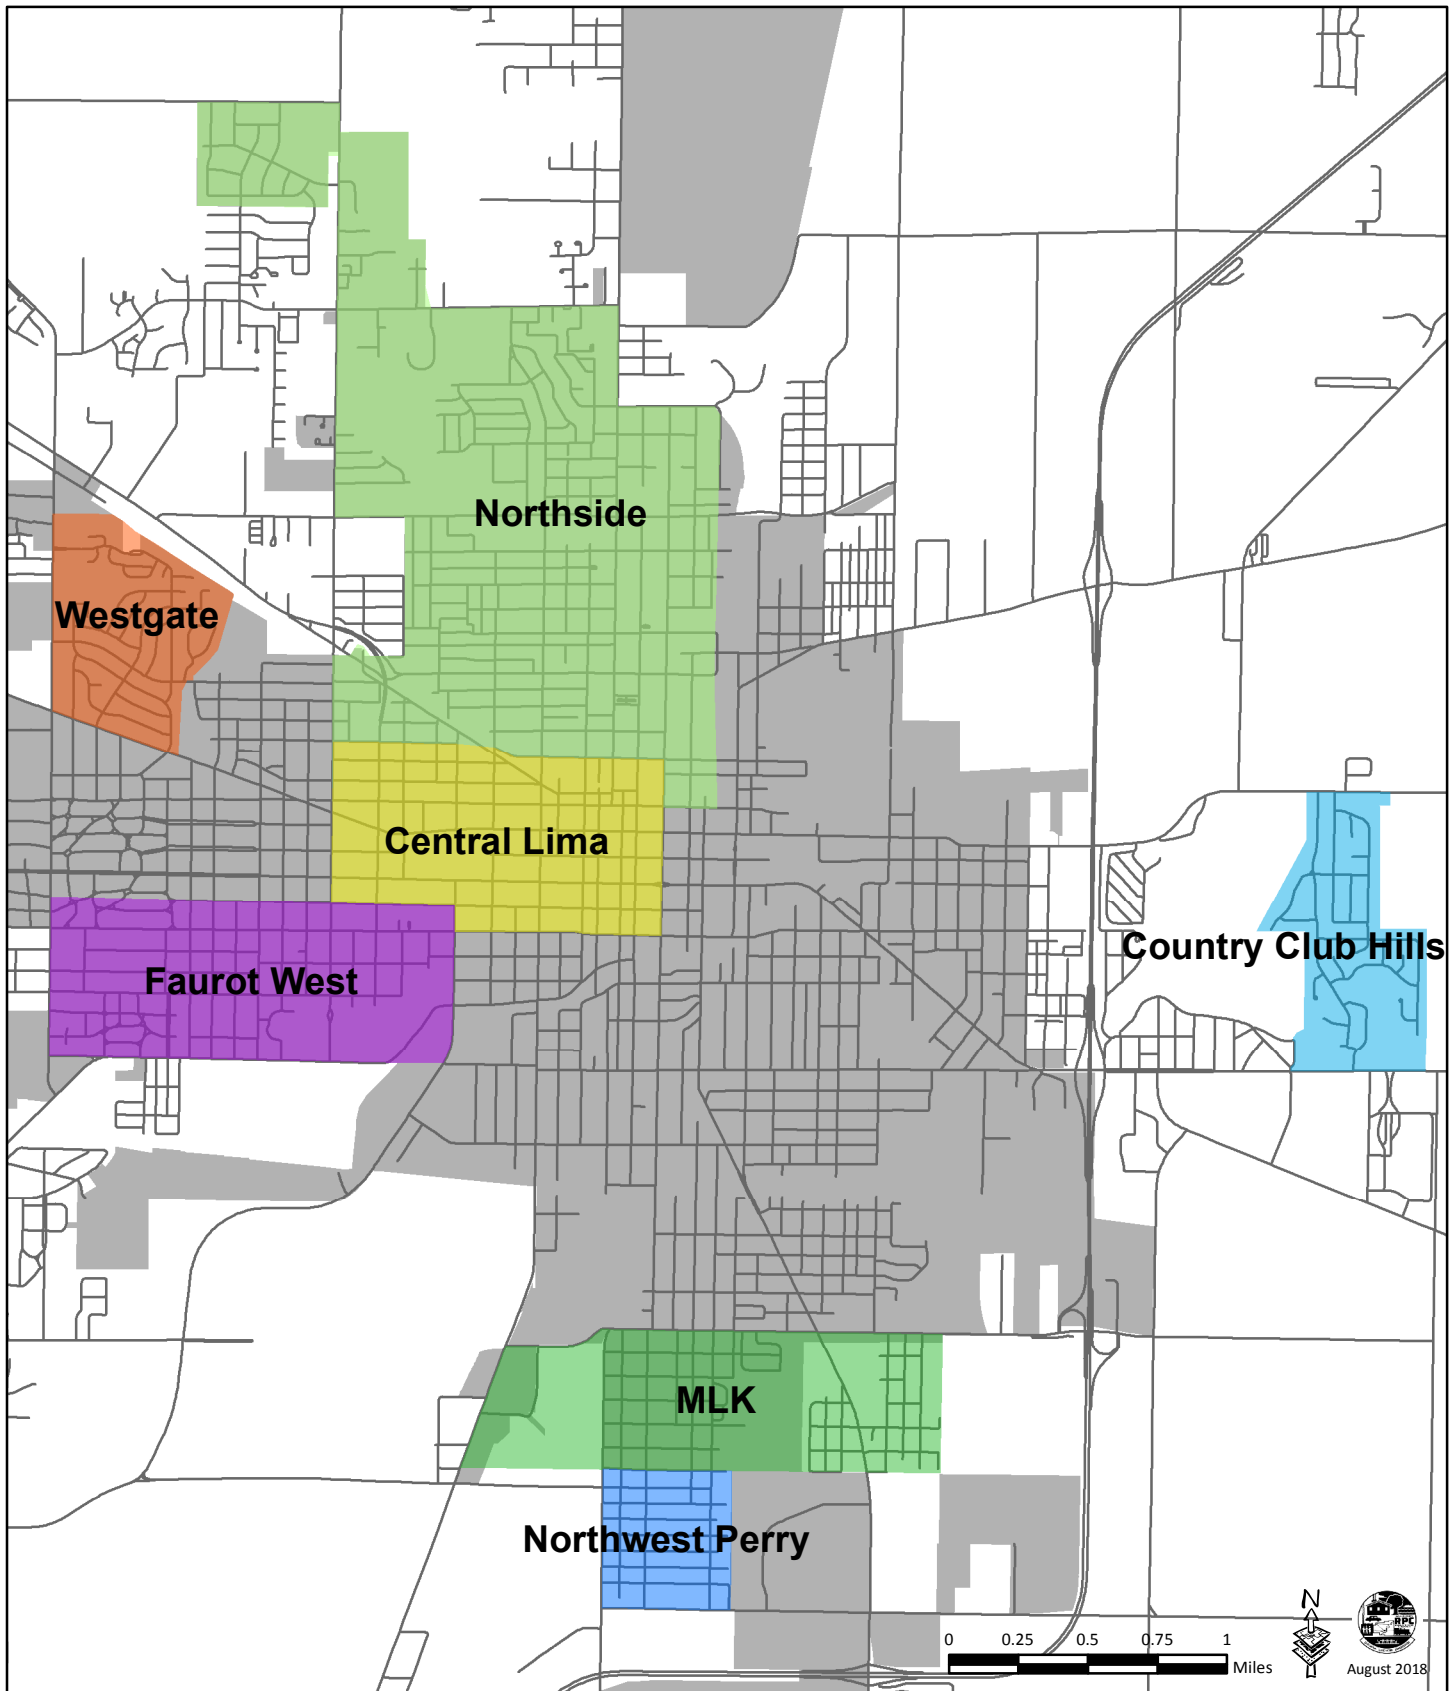 Northside
Westgate
Central Lima
Country Club Hills
Faurot West
MLK
Northwest Perry
N
RPC
0 0.25 0.5 0.75 1
Miles
August 2018